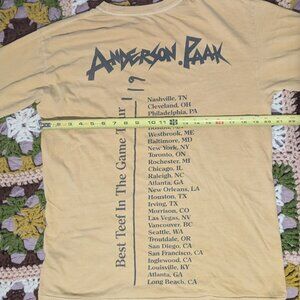 ANDERSON .PAAK
19
Best Teef In The Game Tour
Nashville, TN
Cleveland, OH
Philadelphia, PA
Westbrook, ME
Baltimore, MD
New York, NY
Toronto, ON
Rochester, MI
Chicago, IL
Raleigh, NC
Atlanta, GA
New Orleans, LA
Houston, TX
Irving, TX
Morrison, CO
Las Vegas, NV
Vancouver, BC
Seattle, WA
Troutdale, OR
San Diego, CA
San Francisco, CA
Inglewood, CA
Louisville, KY
Atlanta, GA
Long Beach, CA